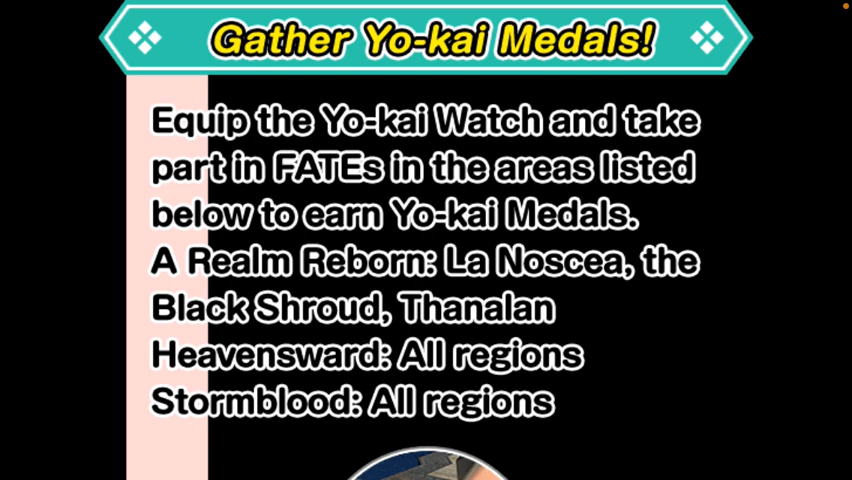 Gather Yo-kai Medals!
Equip the Yo-kai Watch and take
part in FATEs in the areas listed
below to earn Yo-kai Medals.
A Realm Reborn: La Noscea, the
Black Shroud, Thanalan
Heavensward: All regions
Stormblood: All regions